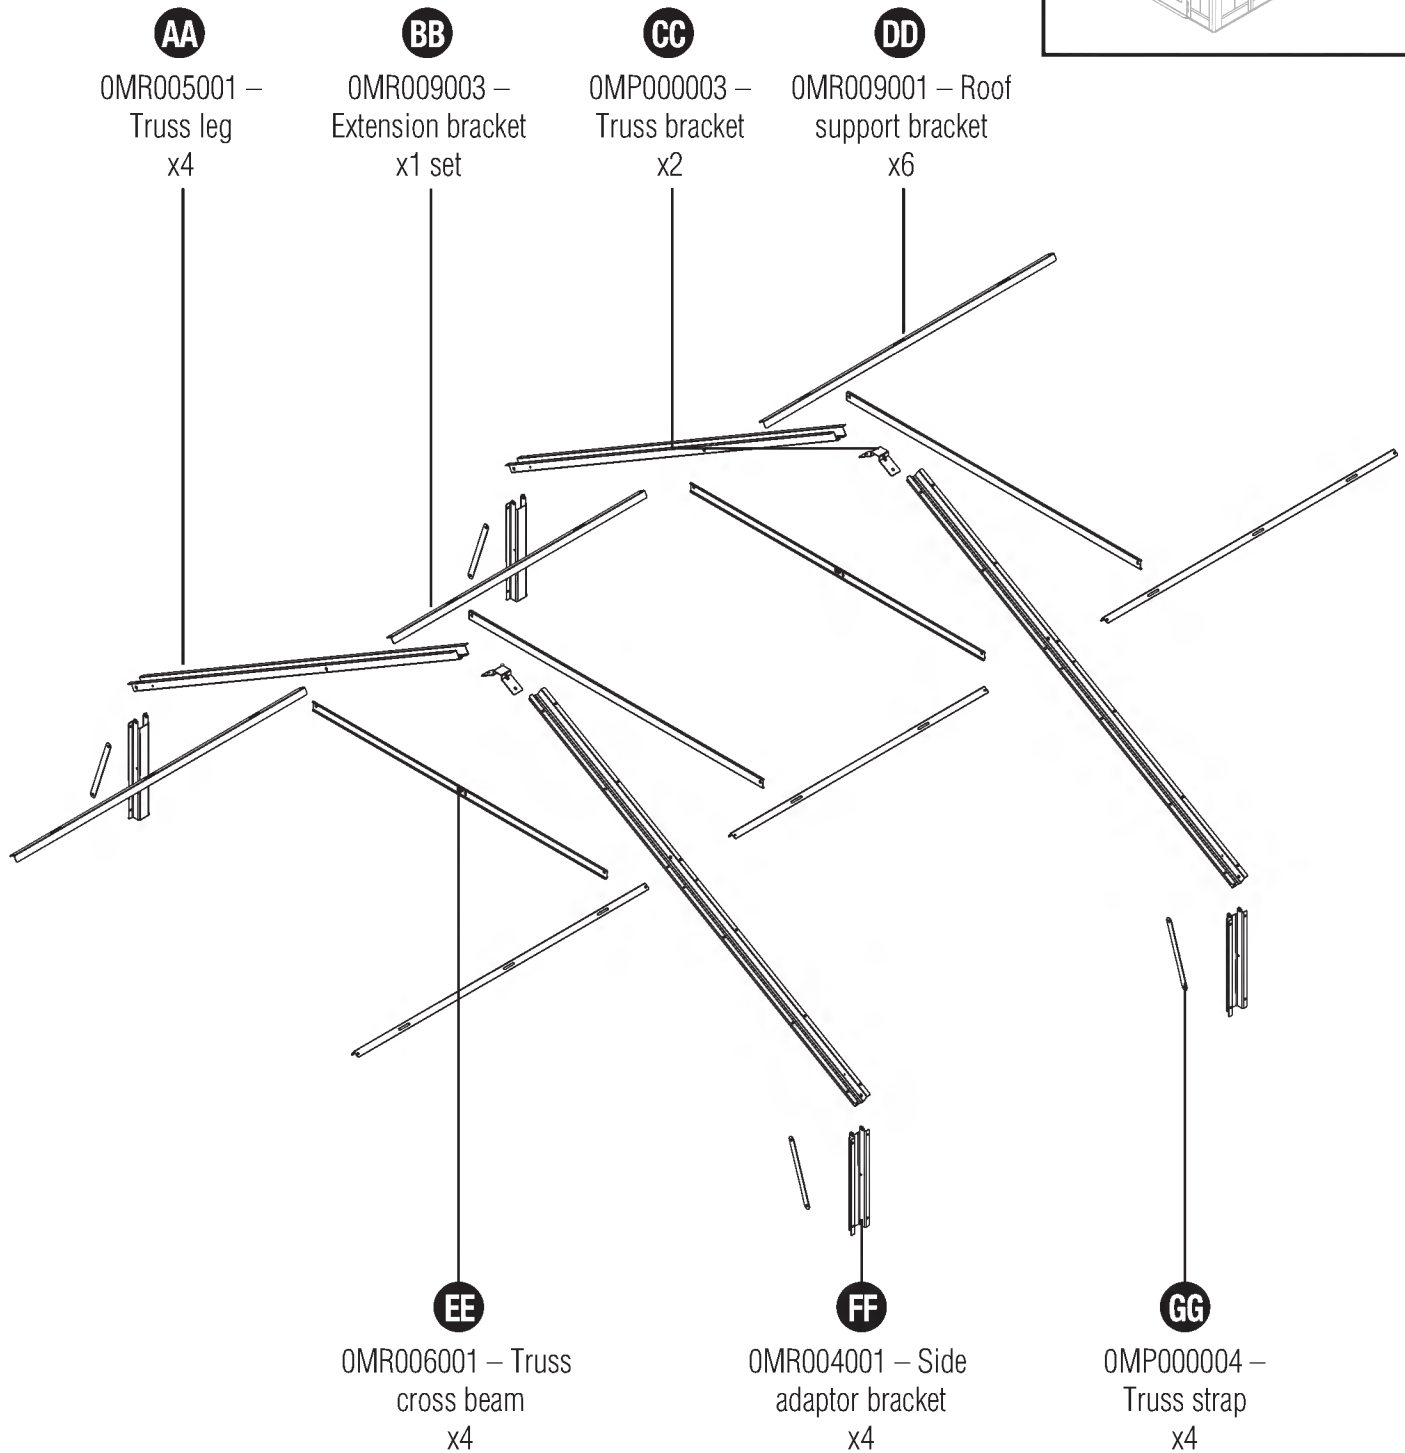 AA
0MR005001 –
Truss leg
x4
BB
0MR009003 –
Extension bracket
x1 set
CC
0MP000003 –
Truss bracket
x2
DD
0MR009001 – Roof
support bracket
x6
EE
0MR006001 – Truss
cross beam
x4
FF
0MR004001 – Side
adaptor bracket
x4
GG
0MP000004 –
Truss strap
x4